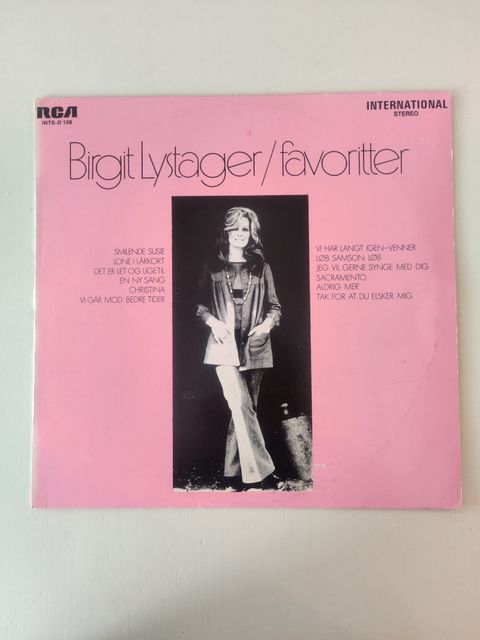 RCA
INTS-D 108
INTERNATIONAL
STEREO
Birgit Lystager/favoritter
SMILENDE SUSIE
LONE I LÅRKORT
DET ER LET OG LIGETIL
EN NY SANG
CHRISTINA
VI GÅR MOD BEDRE TIDER
VI HAR LANGT IGEN-VENNER
LØB SAMSON LØB
JEG VIL GERNE SYNGE MED DIG
SACRAMENTO
ALDRIG MER
TAK FOR AT DU ELSKER MIG